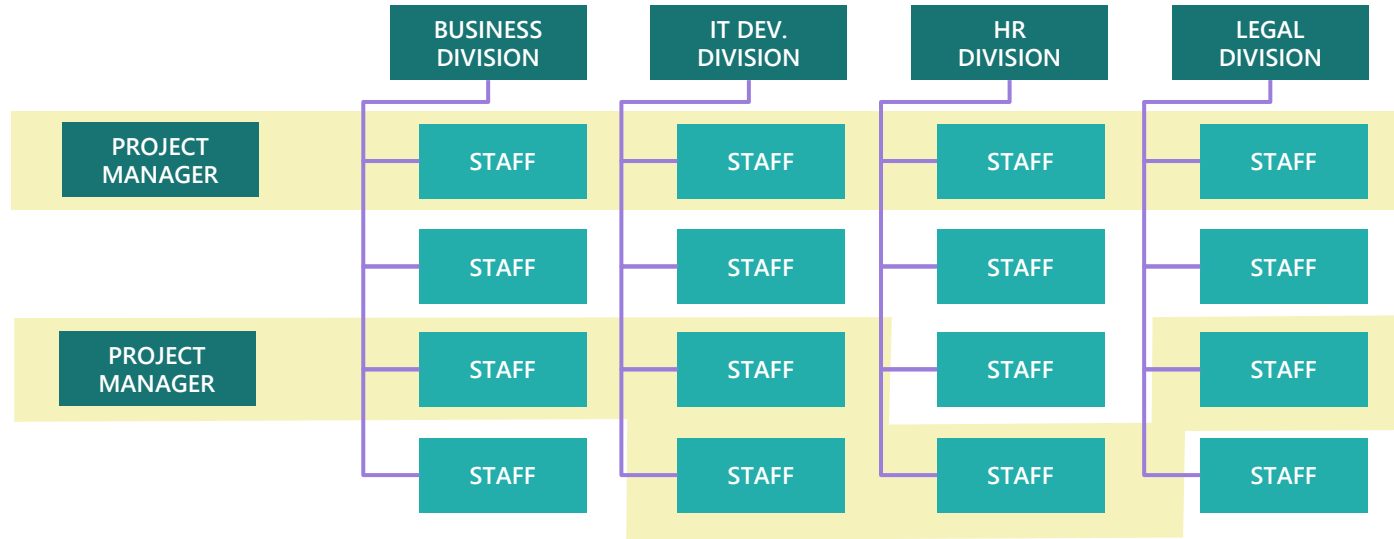 BUSINESS
DIVISION
IT DEV.
DIVISION
HR
DIVISION
LEGAL
DIVISION
PROJECT
MANAGER
STAFF
STAFF
STAFF
STAFF
STAFF
STAFF
STAFF
STAFF
PROJECT
MANAGER
STAFF
STAFF
STAFF
STAFF
STAFF
STAFF
STAFF
STAFF